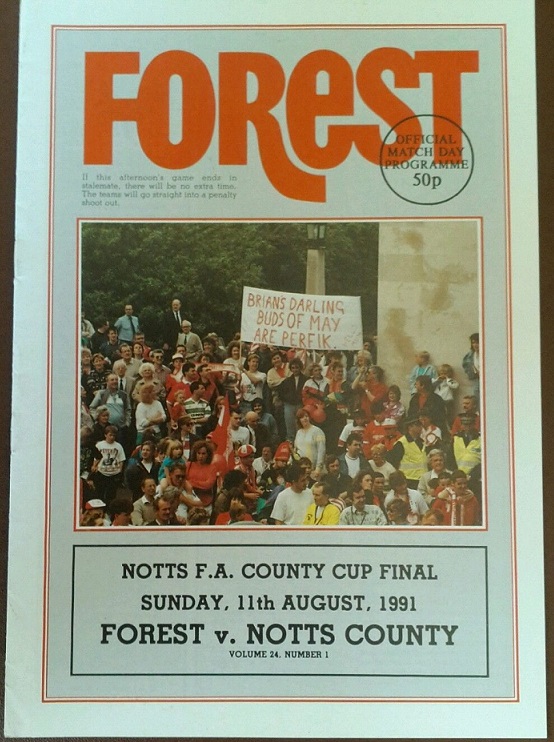 FOREST
OFFICIAL
MATCH DAY
PROGRAMME
50p
If this afternoon's game ends in
stalemate, there will be no extra time.
The teams will go straight into a penalty
shoot out.
BRIAN'S DARLING
BUDS OF MAY
ARE PERFIK.
NOTTS F.A. COUNTY CUP FINAL
SUNDAY, 11th AUGUST, 1991
FOREST v. NOTTS COUNTY
VOLUME 24, NUMBER 1